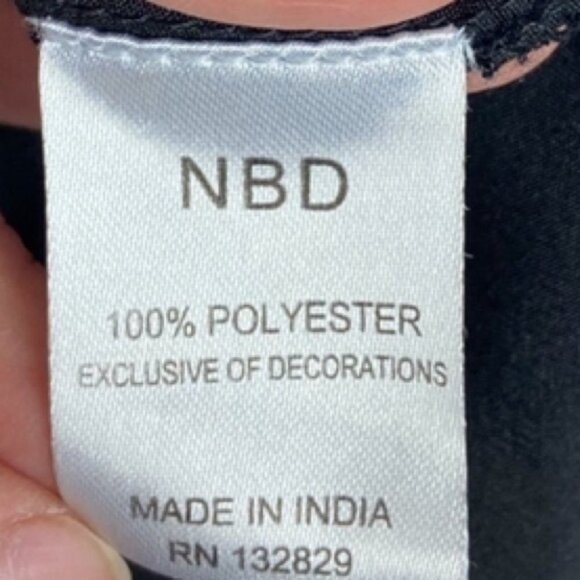 NBD
100% POLYESTER
EXCLUSIVE OF DECORATIONS
MADE IN INDIA
RN 132829